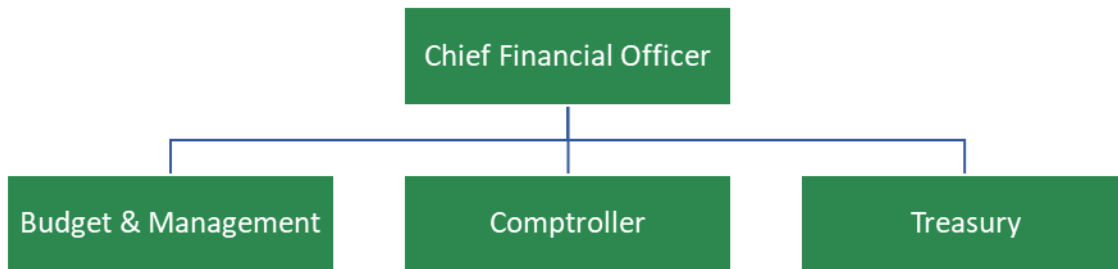 Chief Financial Officer
Budget & Management
Comptroller
Treasury